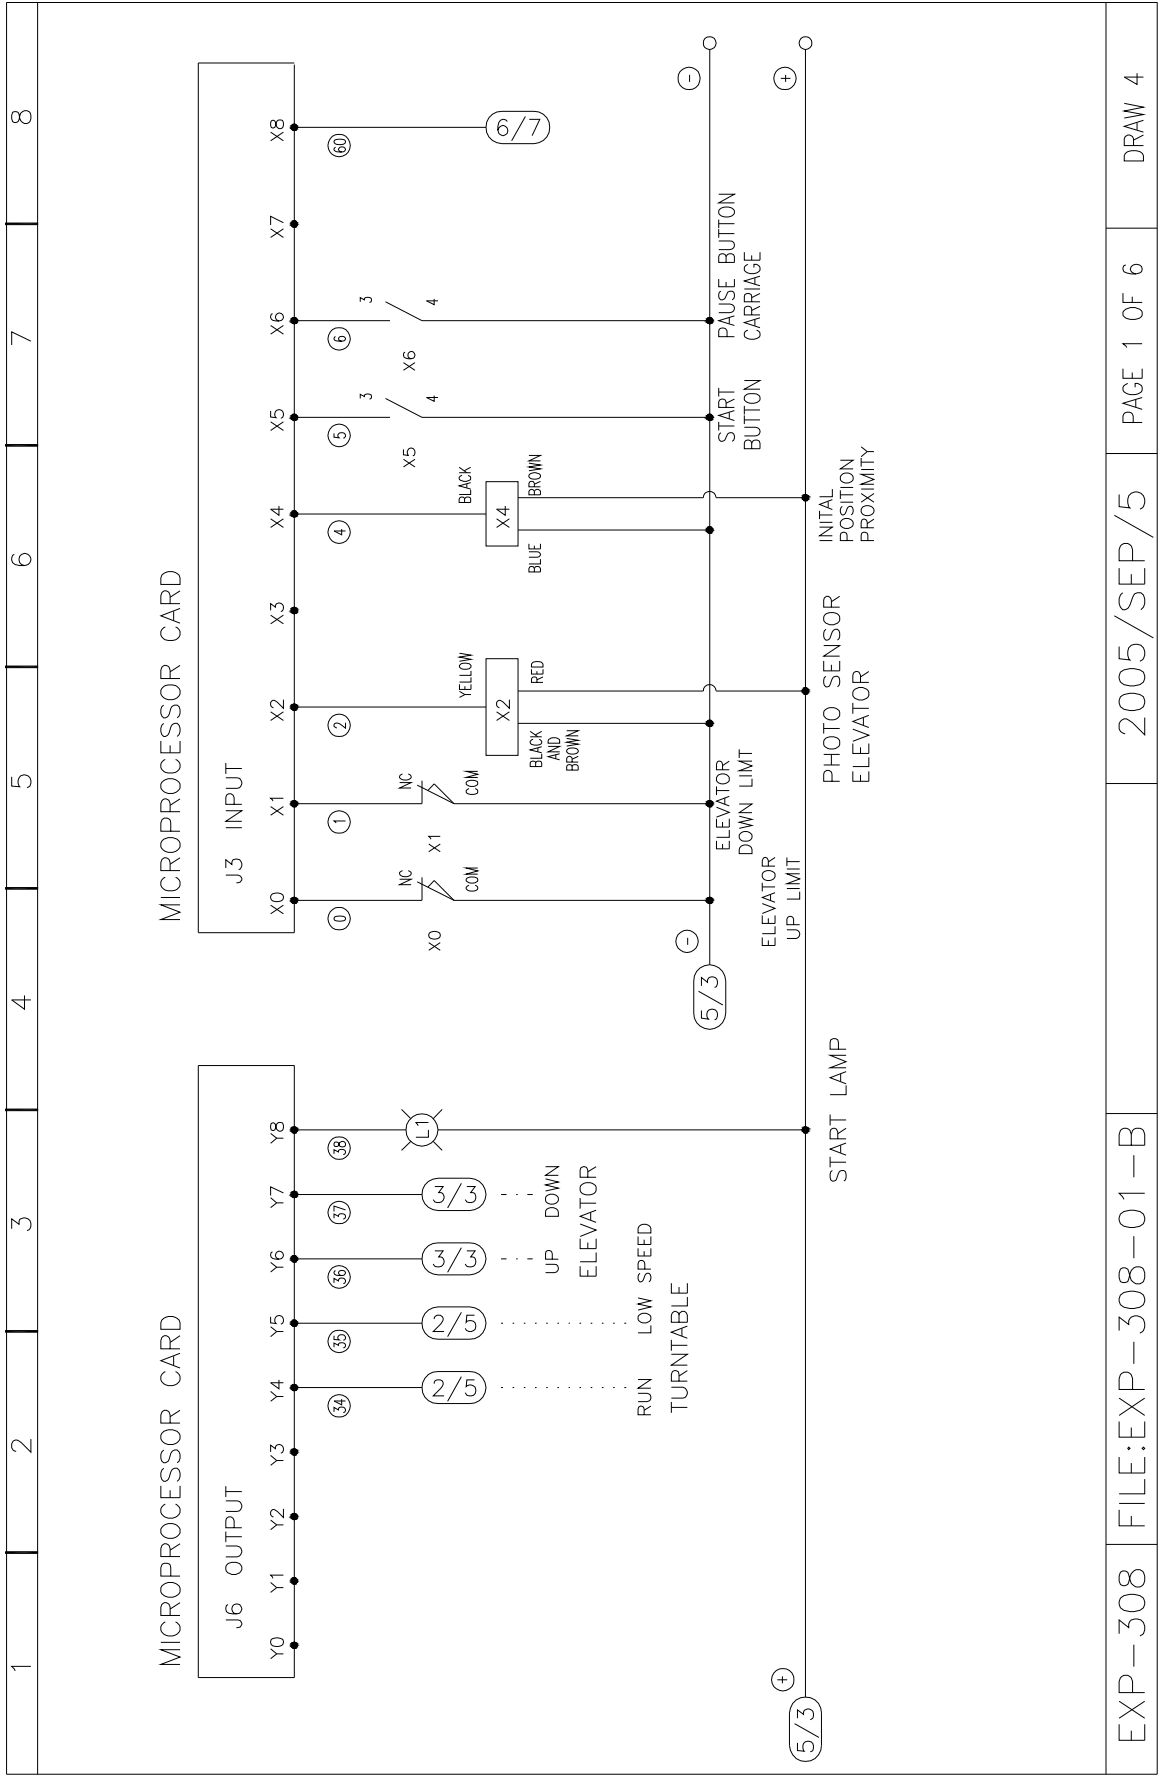 1 2 3 4 5 6 7 8
MICROPROCESSOR CARD
J6 OUTPUT
Y0 Y1 Y2 Y3 Y4 Y5 Y6 Y7 Y8
34 35 36 37 38
2/5 2/5 3/3 3/3 L1
UP DOWN
ELEVATOR
RUN LOW SPEED
TURNTABLE
START LAMP
+
5/3
MICROPROCESSOR CARD
J3 INPUT
X0 X1 X2 X3 X4 X5 X6 X7 X8
0 1 2 4 5 6 60
NC NC
COM COM
X0 X1
YELLOW
X2
BLACK
AND
BROWN
RED
BLACK
X4
BLUE
BROWN
3 3
4 4
X5 X6
6/7
-
5/3
-
+
ELEVATOR
UP LIMIT
ELEVATOR
DOWN LIMT
PHOTO SENSOR
ELEVATOR
INITAL
POSITION
PROXIMITY
START
BUTTON
PAUSE BUTTON
CARRIAGE
EXP-308 FILE:EXP-308-01-B 2005/SEP/5 PAGE 1 OF 6 DRAW 4